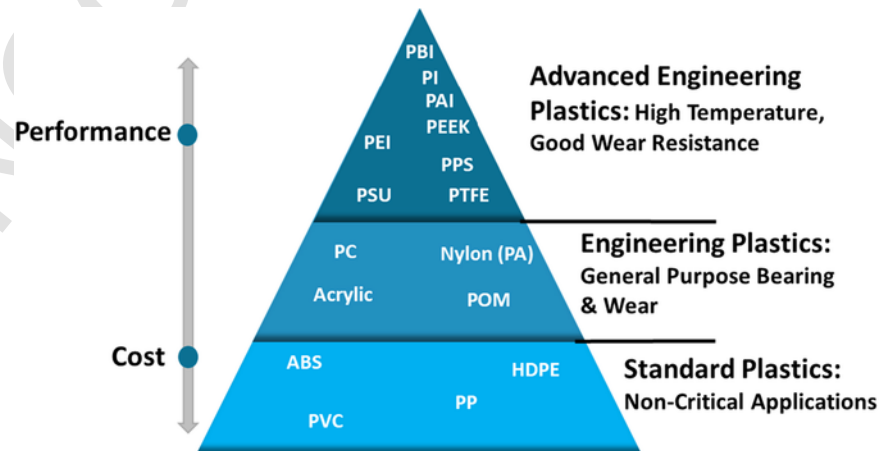 PBI
PI
PAI
PEEK
PEI
PPS
PSU PTFE
Performance
Advanced Engineering
Plastics: High Temperature,
Good Wear Resistance
PC Nylon (PA)
Acrylic POM
Engineering Plastics:
General Purpose Bearing
& Wear
Cost
ABS HDPE
PP
PVC
Standard Plastics:
Non-Critical Applications